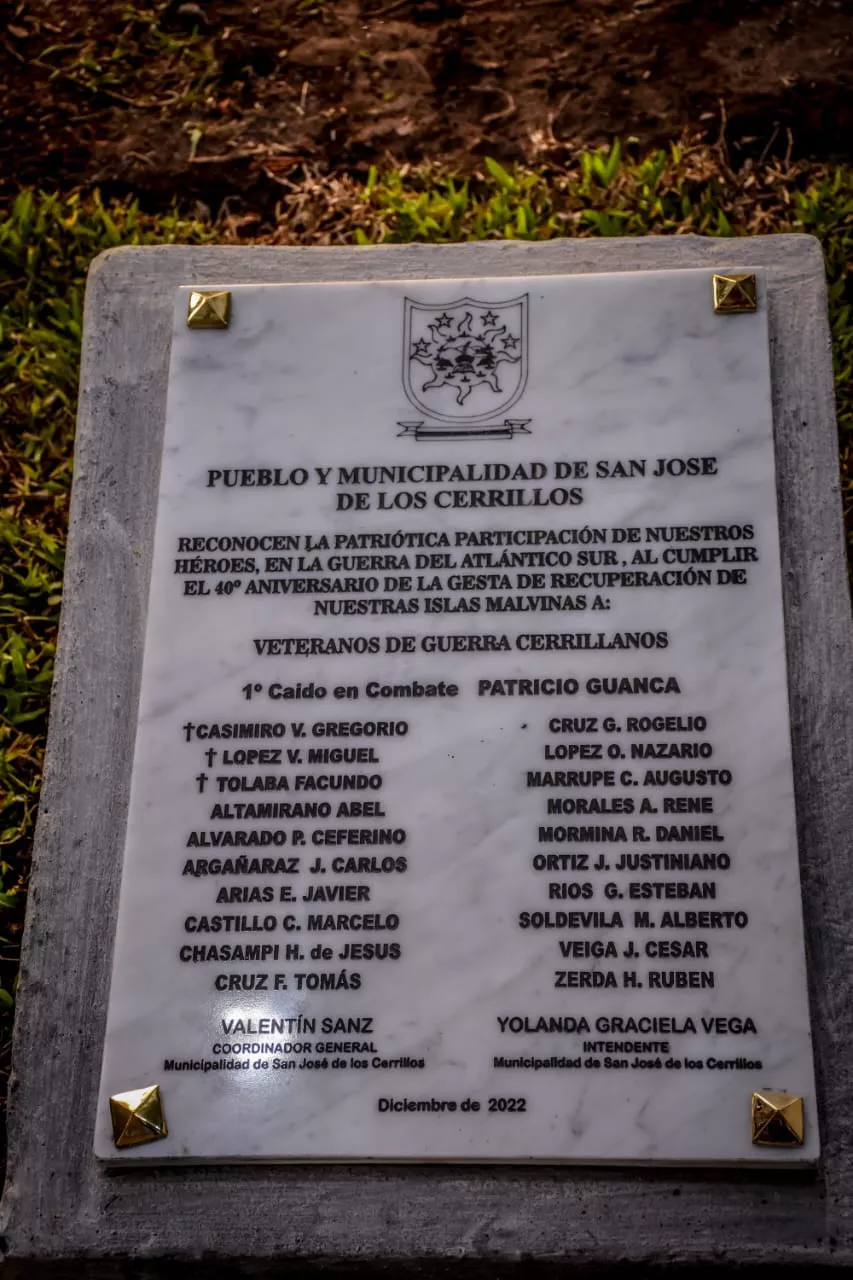 PUEBLO Y MUNICIPALIDAD DE SAN JOSE
DE LOS CERRILLOS
RECONOCEN LA PATRIÓTICA PARTICIPACIÓN DE NUESTROS
HÉROES, EN LA GUERRA DEL ATLÁNTICO SUR , AL CUMPLIR
EL 40º ANIVERSARIO DE LA GESTA DE RECUPERACIÓN DE
NUESTRAS ISLAS MALVINAS A:
VETERANOS DE GUERRA CERRILLANOS
1º Caido en Combate PATRICIO GUANCA
†CASIMIRO V. GREGORIO
† LOPEZ V. MIGUEL
† TOLABA FACUNDO
ALTAMIRANO ABEL
ALVARADO P. CEFERINO
ARGAÑARAZ J. CARLOS
ARIAS E. JAVIER
CASTILLO C. MARCELO
CHASAMPI H. de JESUS
CRUZ F. TOMÁS
CRUZ G. ROGELIO
LOPEZ O. NAZARIO
MARRUPE C. AUGUSTO
MORALES A. RENE
MORMINA R. DANIEL
ORTIZ J. JUSTINIANO
RIOS G. ESTEBAN
SOLDEVILA M. ALBERTO
VEIGA J. CESAR
ZERDA H. RUBEN
VALENTÍN SANZ
COORDINADOR GENERAL
Municipalidad de San José de los Cerrillos
YOLANDA GRACIELA VEGA
INTENDENTE
Municipalidad de San José de los Cerrillos
Diciembre de 2022